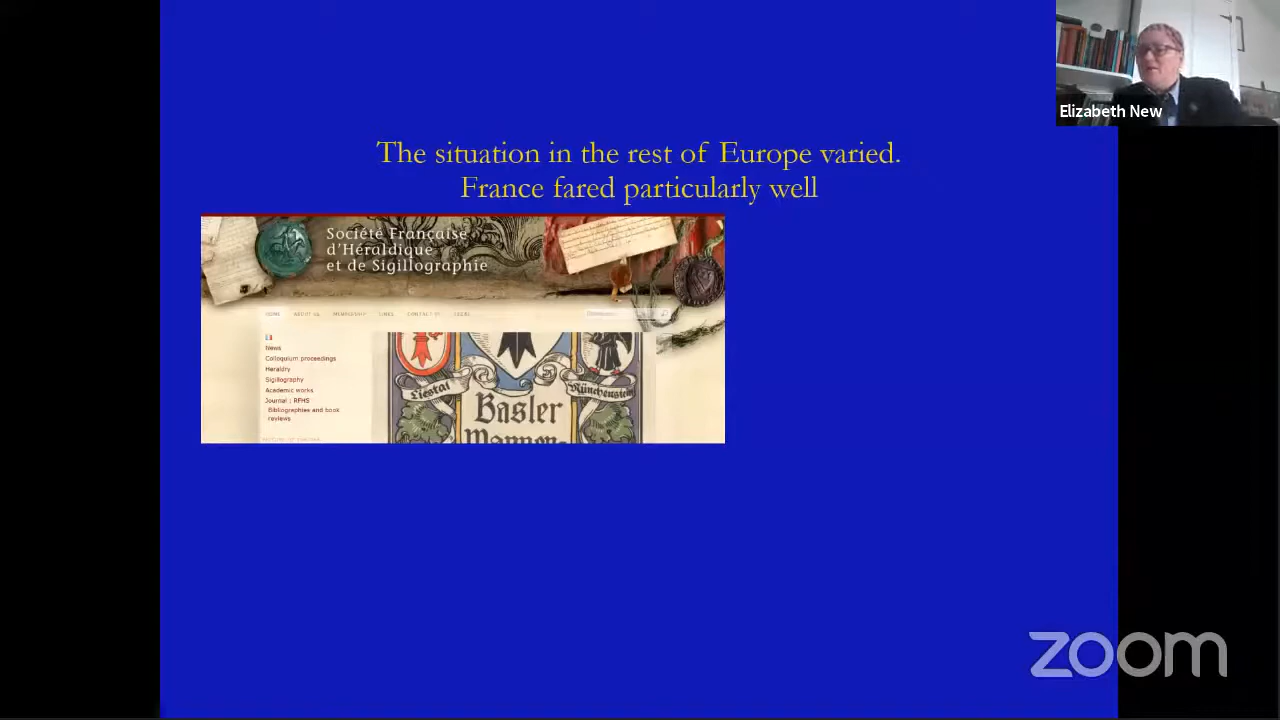 Elizabeth New
The situation in the rest of Europe varied.
France fared particularly well
Société Française
d'Héraldique
et de Sigillographie
HOME ABOUT US MEMBERSHIP LINKS CONTACT US LEGAL
News
Colloquium proceedings
Heraldry
Sigillography
Academic works
Journal : RFHS
Bibliographies and book
reviews
Liestal
Münchenstein
Basler
zoom